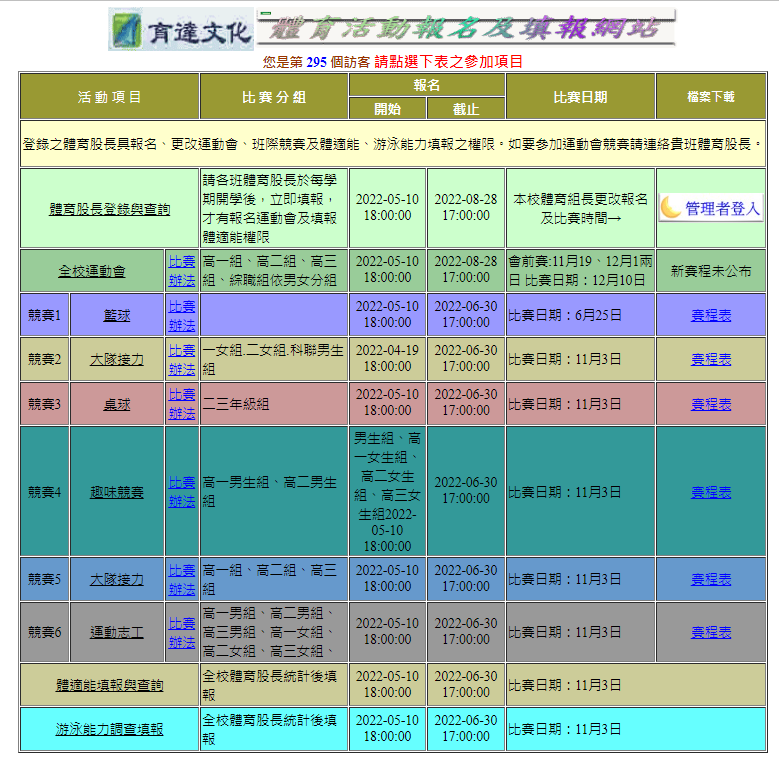 育達文化 體育活動報名及填報網站
您是第 295 個訪客 請點選下表之參加項目
活 動 項 目 比 賽 分 組 報名 比賽日期 檔案下載
開始 截止
登錄之體育股長具報名、更改運動會、班際競賽及體適能、游泳能力填報之權限。如要參加運動會競賽請連絡貴班體育股長。
體育股長登錄與查詢
請各班體育股長於每學
期開學後，立即填報，
才有報名運動會及填報
體適能權限
2022-05-10
18:00:00
2022-08-28
17:00:00
本校體育組長更改報名
及比賽時間→
管理者登入
全校運動會
比賽
辦法
高一組、高二組、高三
組、綜職組依男女分組
2022-05-10
18:00:00
2022-08-28
17:00:00
會前賽:11月19、12月1兩
日 比賽日期：12月10日
新賽程未公布
競賽1
籃球
比賽
辦法
2022-05-10
18:00:00
2022-06-30
17:00:00
比賽日期：6月25日
賽程表
競賽2
大隊接力
比賽
辦法
一女組.二女組.科聯男生
組
2022-04-19
18:00:00
2022-06-30
17:00:00
比賽日期：11月3日
賽程表
競賽3
桌球
比賽
辦法
二三年級組
2022-05-10
18:00:00
2022-06-30
17:00:00
比賽日期：11月3日
賽程表
競賽4
趣味競賽
比賽
辦法
高一男生組、高二男生
組
男生組、高
一女生組、
高二女生
組、高三女
生組2022-
05-10
18:00:00
2022-06-30
17:00:00
比賽日期：11月3日
賽程表
競賽5
大隊接力
比賽
辦法
高一組、高二組、高三
組
2022-05-10
18:00:00
2022-06-30
17:00:00
比賽日期：11月3日
賽程表
競賽6
運動志工
比賽
辦法
高一男組、高二男組、
高三男組、高一女組、
高二女組、高三女組、
2022-05-10
18:00:00
2022-06-30
17:00:00
比賽日期：11月3日
賽程表
體適能填報與查詢
全校體育股長統計後填
報
2022-05-10
18:00:00
2022-06-30
17:00:00
比賽日期：11月3日
游泳能力調查填報
全校體育股長統計後填
報
2022-05-10
18:00:00
2022-06-30
17:00:00
比賽日期：11月3日